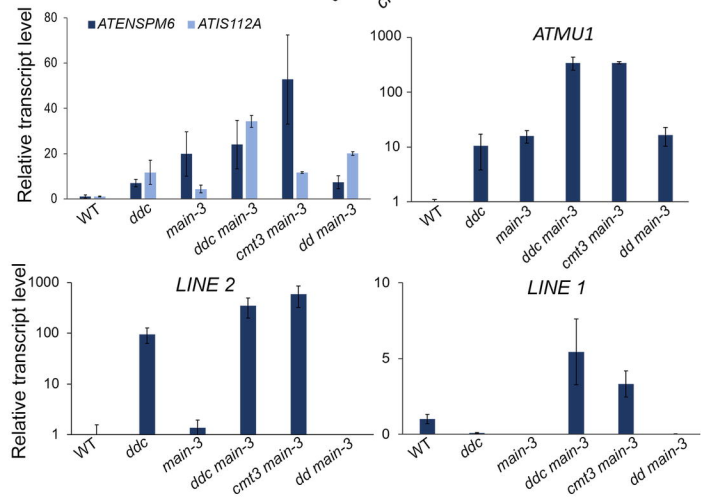 80
60
40
20
0
Relative transcript level
ATENSPM6 ATIS112A
WT ddc main-3 ddc main-3 cmt3 main-3 dd main-3
ATMU1
1000
100
10
1
WT ddc main-3 ddc main-3 cmt3 main-3 dd main-3
LINE 2
Relative transcript level
1000
100
10
1
WT ddc main-3 ddc main-3 cmt3 main-3 dd main-3
LINE 1
10
5
0
WT ddc main-3 ddc main-3 cmt3 main-3 dd main-3